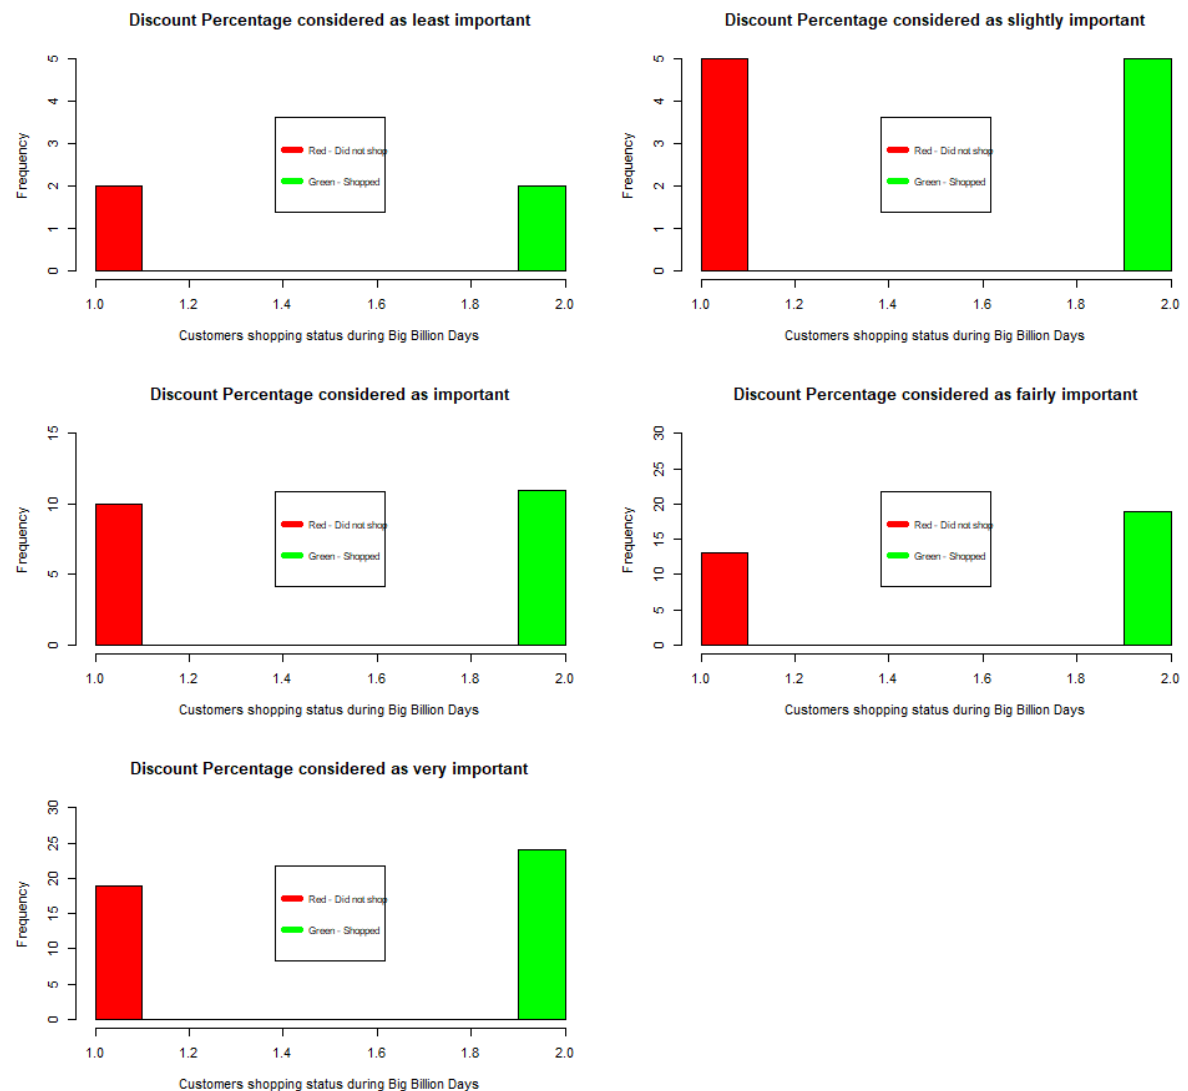 Discount Percentage considered as least important
Frequency
5
4
3
2
1
0
Red - Did not shop
Green - Shopped
1.0 1.2 1.4 1.6 1.8 2.0
Customers shopping status during Big Billion Days
Discount Percentage considered as slightly important
Frequency
5
4
3
2
1
0
Red - Did not shop
Green - Shopped
1.0 1.2 1.4 1.6 1.8 2.0
Customers shopping status during Big Billion Days
Discount Percentage considered as important
Frequency
15
10
5
0
Red - Did not shop
Green - Shopped
1.0 1.2 1.4 1.6 1.8 2.0
Customers shopping status during Big Billion Days
Discount Percentage considered as fairly important
Frequency
30
25
20
15
10
5
0
Red - Did not shop
Green - Shopped
1.0 1.2 1.4 1.6 1.8 2.0
Customers shopping status during Big Billion Days
Discount Percentage considered as very important
Frequency
30
25
20
15
10
5
0
Red - Did not shop
Green - Shopped
1.0 1.2 1.4 1.6 1.8 2.0
Customers shopping status during Big Billion Days